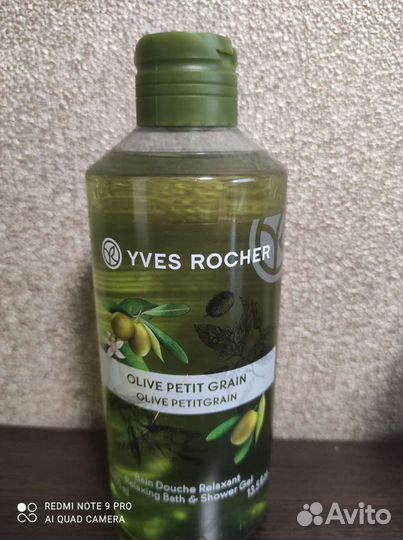 YVES ROCHER
OLIVE PETIT GRAIN
OLIVE PETITGRAIN
Bain Douche Relaxant
Relaxing Bath & Shower Gel
REDMI NOTE 9 PRO
AI QUAD CAMERA
Avito